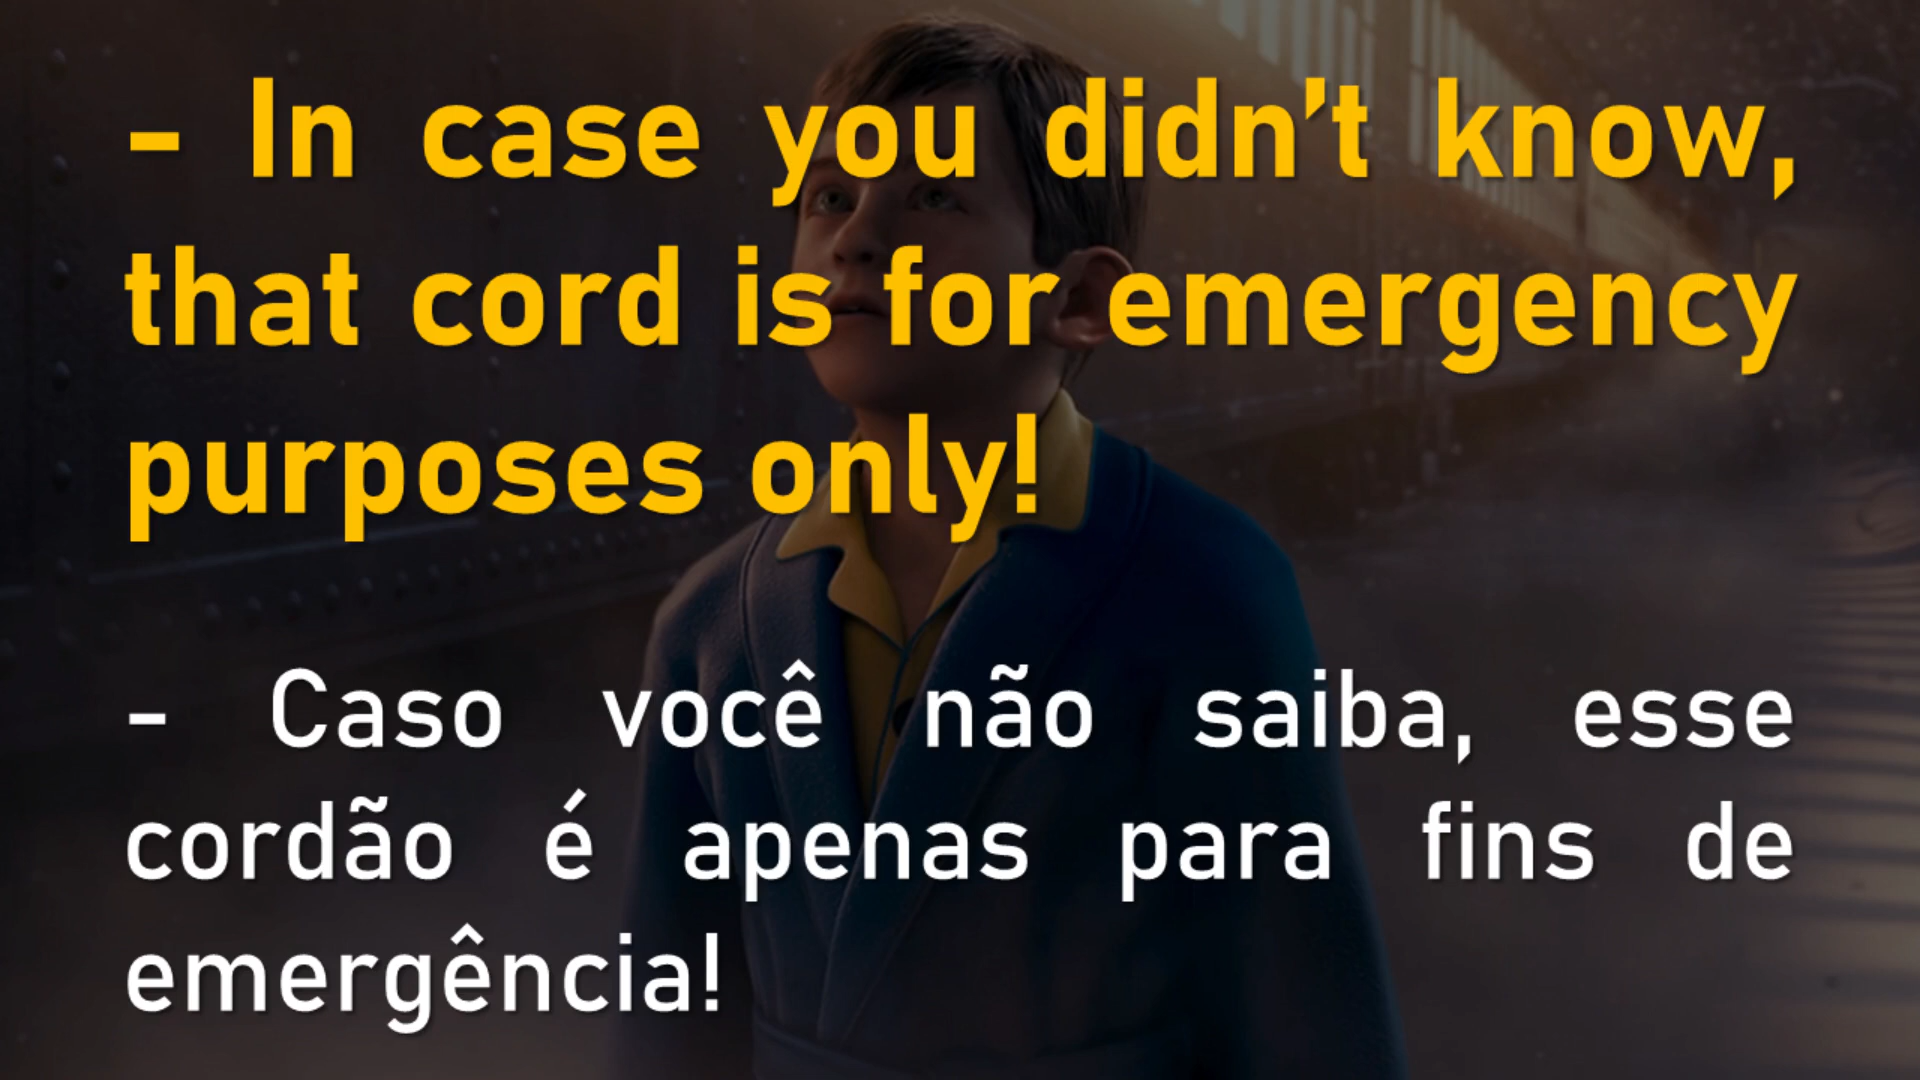 - In case you didn’t know,
that cord is for emergency
purposes only!
- Caso você não saiba, esse
cordão é apenas para fins de
emergência!